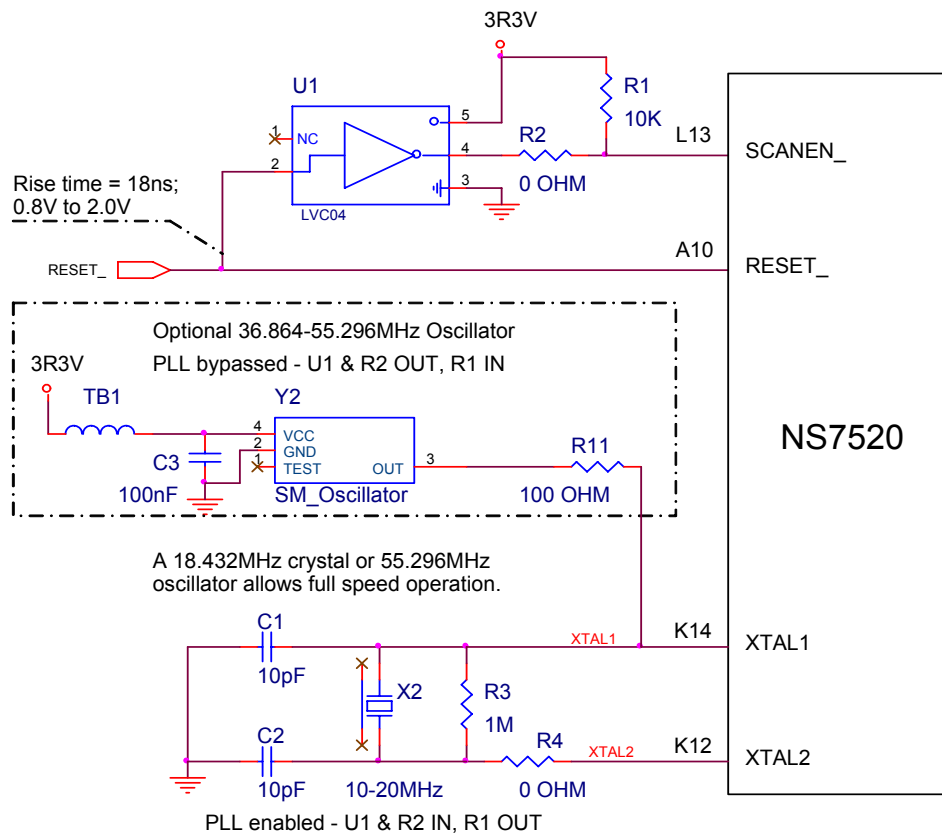 3R3V
U1
R1
10K
5
1
NC
R2
4
L13
SCANEN_
2
0 OHM
3
Rise time = 18ns;
0.8V to 2.0V
LVC04
A10
RESET_
RESET_
Optional 36.864-55.296MHz Oscillator
PLL bypassed - U1 & R2 OUT, R1 IN
3R3V
TB1
Y2
NS7520
4
VCC
2
GND
1
TEST
OUT
3
R11
C3
100nF
SM_Oscillator
100 OHM
A 18.432MHz crystal or 55.296MHz
oscillator allows full speed operation.
C1
XTAL1
K14
XTAL1
10pF
X2
R3
1M
C2
R4
XTAL2
K12
XTAL2
10pF
10-20MHz
0 OHM
PLL enabled - U1 & R2 IN, R1 OUT